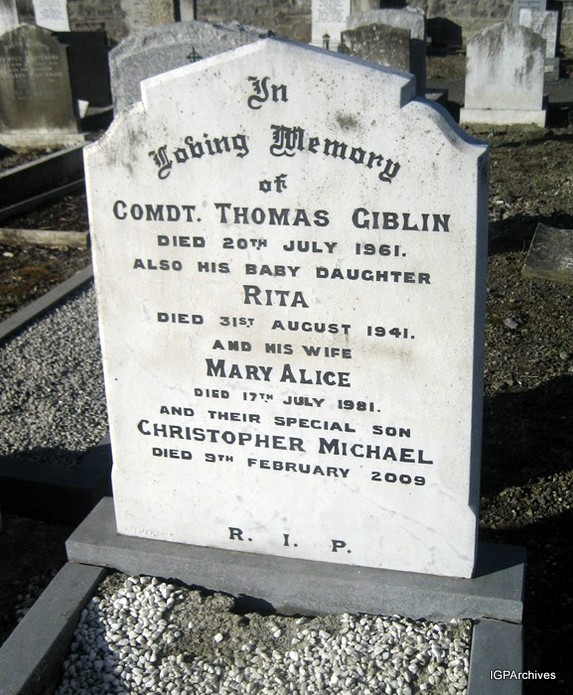 In
Loving Memory
of
COMDT. THOMAS GIBLIN
DIED 20TH JULY 1961.
ALSO HIS BABY DAUGHTER
RITA
DIED 31ST AUGUST 1941.
AND HIS WIFE
MARY ALICE
DIED 17TH JULY 1981.
AND THEIR SPECIAL SON
CHRISTOPHER MICHAEL
DIED 9TH FEBRUARY 2009
R. I. P.
IGPArchives